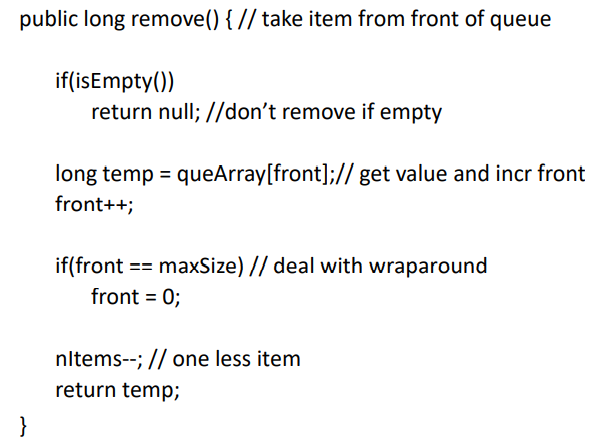 public long remove() { // take item from front of queue
if(isEmpty())
return null; //don’t remove if empty
long temp = queArray[front];// get value and incr front
front++;
if(front == maxSize) // deal with wraparound
front = 0;
nItems--; // one less item
return temp;
}